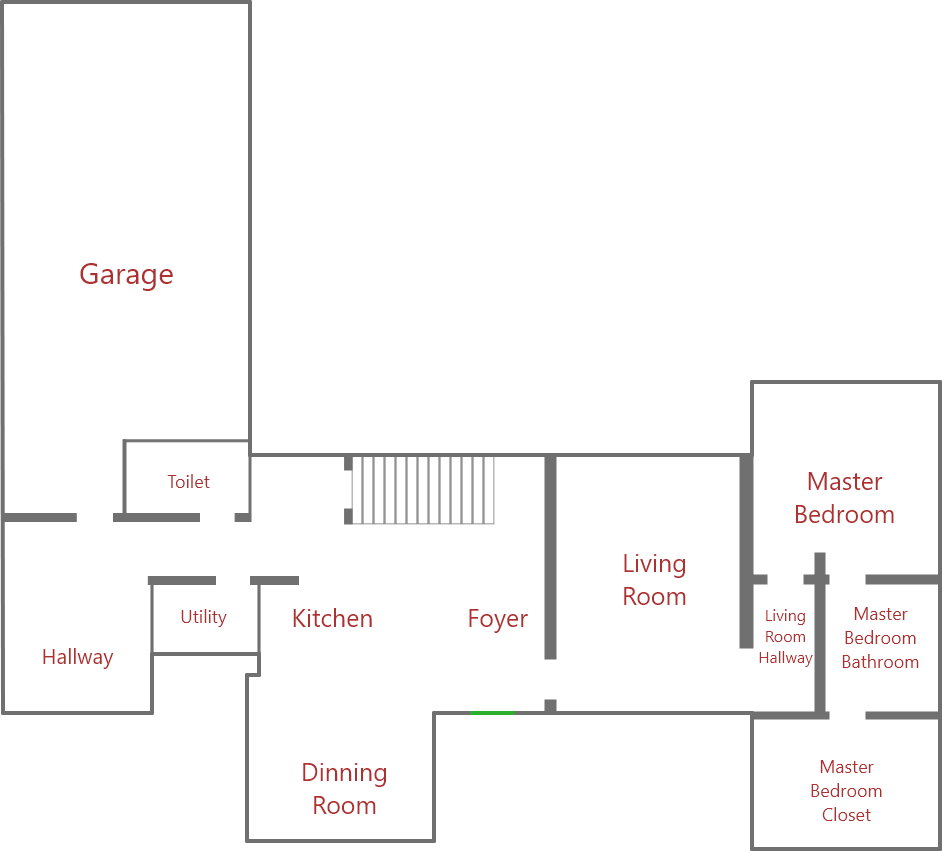 Garage
Toilet
Master
Bedroom
Living
Room
Utility
Kitchen
Foyer
Living
Room
Hallway
Master
Bedroom
Bathroom
Hallway
Dinning
Room
Master
Bedroom
Closet